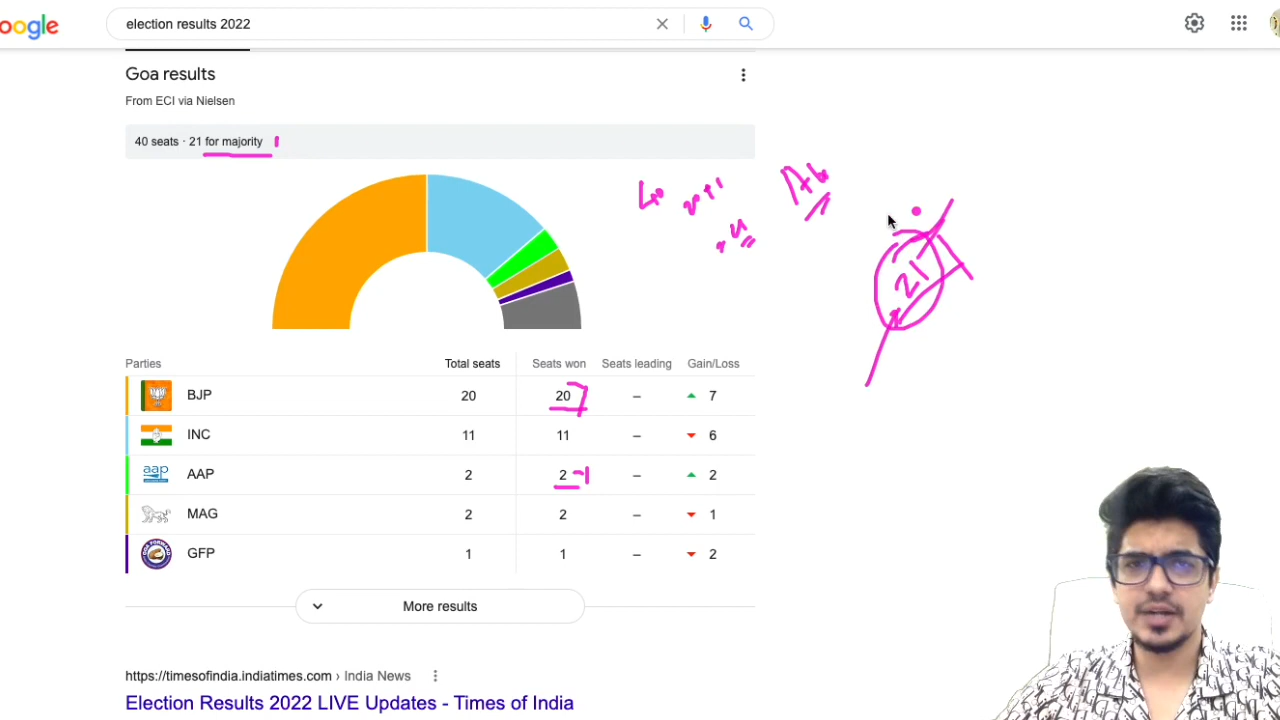 oogle
election results 2022
Goa results
From ECI via Nielsen
40 seats · 21 for majority
21
Parties Total seats Seats won Seats leading Gain/Loss
BJP 20 20 – 7
INC 11 11 – 6
aap AAP 2 2 – 2
MAG 2 2 – 1
GFP 1 1 – 2
More results
https://timesofindia.indiatimes.com › India News
Election Results 2022 LIVE Updates - Times of India